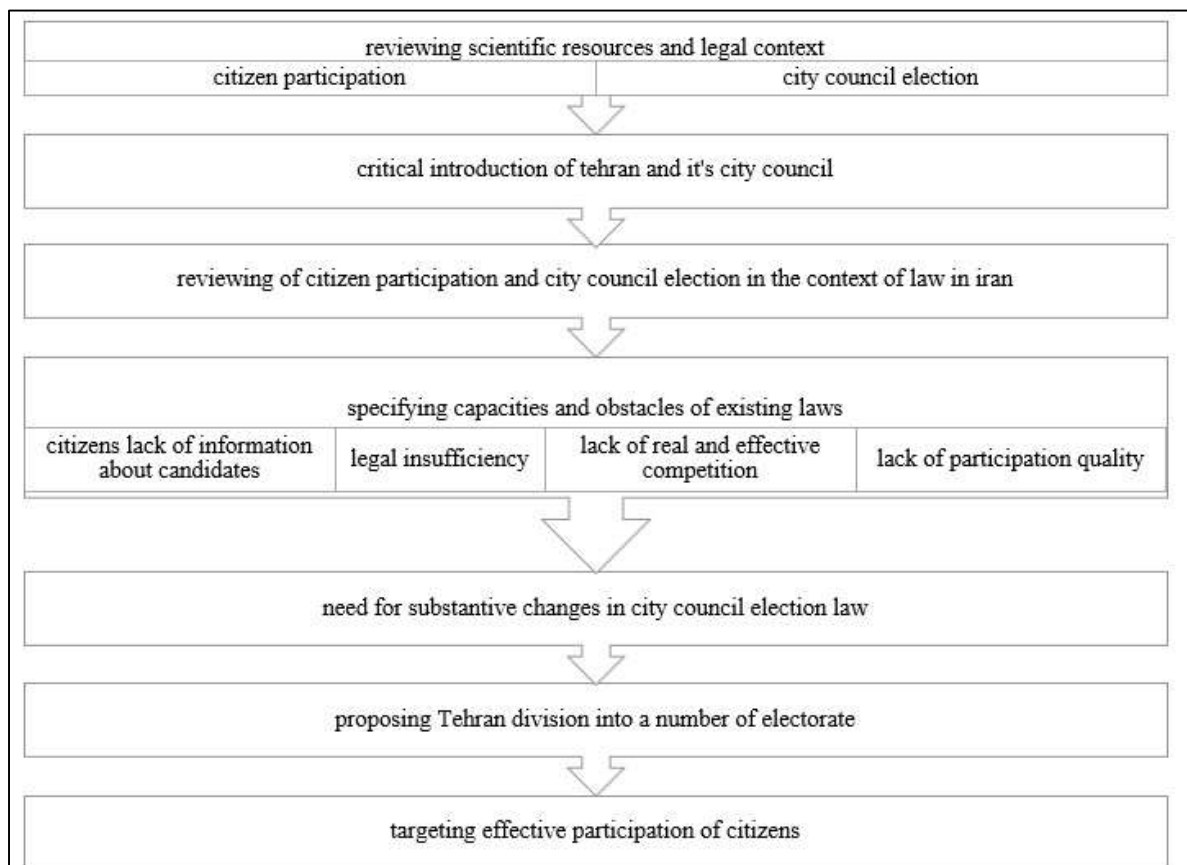 reviewing scientific resources and legal context
citizen participation
city council election
critical introduction of tehran and it's city council
reviewing of citizen participation and city council election in the context of law in iran
specifying capacities and obstacles of existing laws
citizens lack of information
about candidates
legal insufficiency
lack of real and effective
competition
lack of participation quality
need for substantive changes in city council election law
proposing Tehran division into a number of electorate
targeting effective participation of citizens